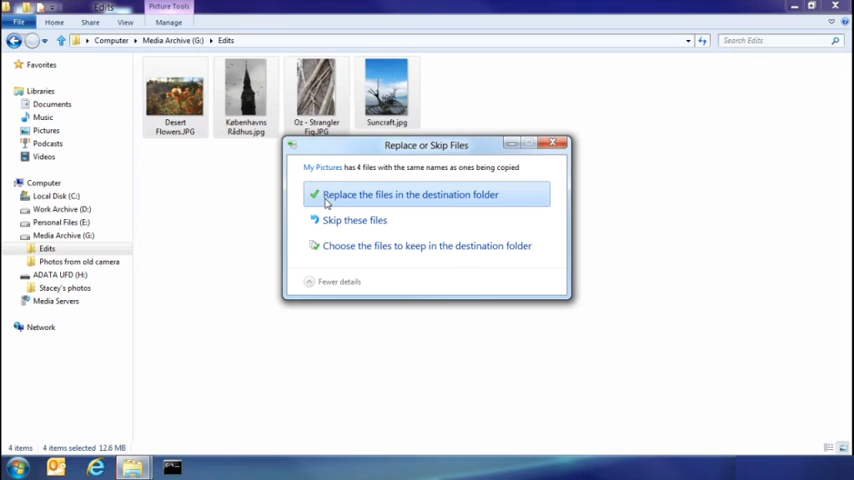 Edits
Picture Tools
File
Home
Share
View
Manage
Computer
Media Archive (G:)
Edits
Search Edits
Favorites
Libraries
Documents
Music
Pictures
Podcasts
Videos
Computer
Local Disk (C:)
Work Archive (D:)
Personal Files (E:)
Media Archive (G:)
Edits
Photos from old camera
ADATA UFD (H:)
Stacey's photos
Media Servers
Network
Desert
Flowers.JPG
Københavns
Rådhus.jpg
Oz - Strangler
Fig.JPG
Suncraft.jpg
Replace or Skip Files
My Pictures has 4 files with the same names as ones being copied
Replace the files in the destination folder
Skip these files
Choose the files to keep in the destination folder
Fewer details
4 items
4 items selected 12.6 MB